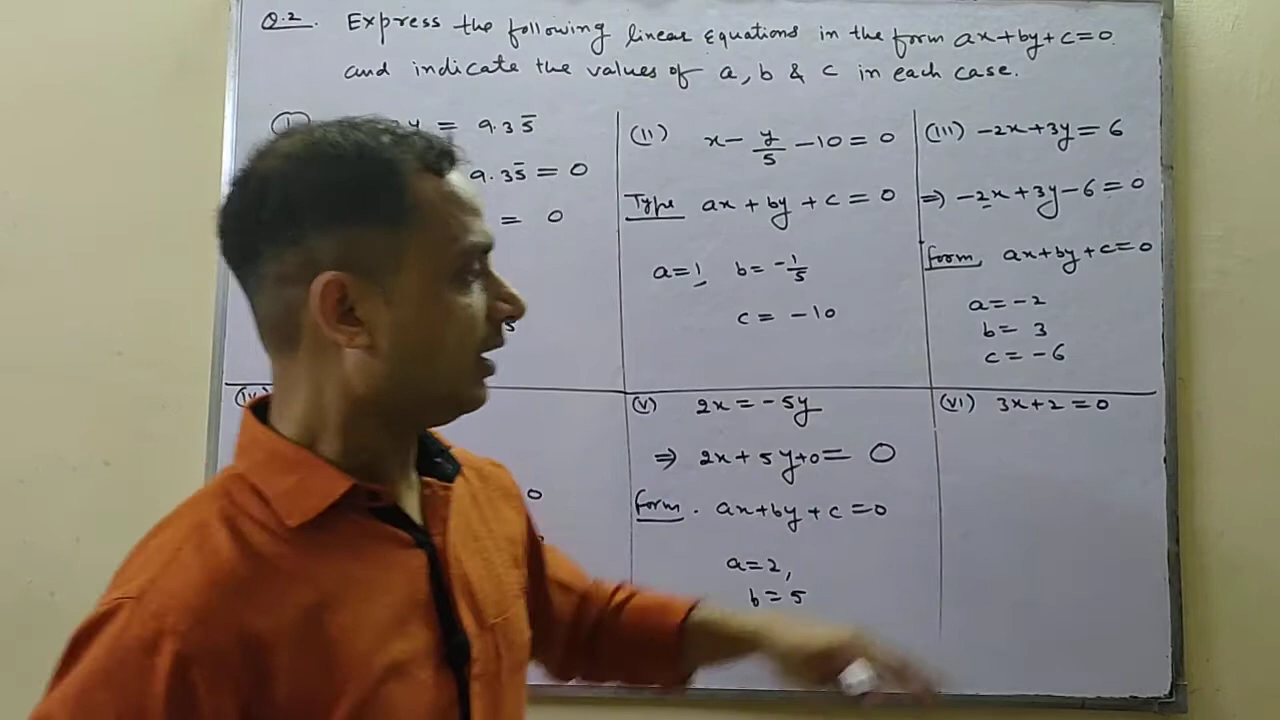 Q.2. Express the following linear Equations in the form ax+by+c=0.
and indicate the values of a, b & c in each case.
(I) y = 9.35̅
9.35̅ = 0
= 0
5
(II) x - y/5 - 10 = 0
Type ax + by + c = 0
a=1, b = -1/5
c = -10
(III) -2x+3y = 6
⇒ -2x+3y-6=0
Form, ax+by+c=0
a = -2
b = 3
c = -6
(IV)
0
(V) 2x = -5y
⇒ 2x + 5y+0 = 0
Form. ax+by+c=0
a=2,
b = 5
(VI) 3x+2 = 0